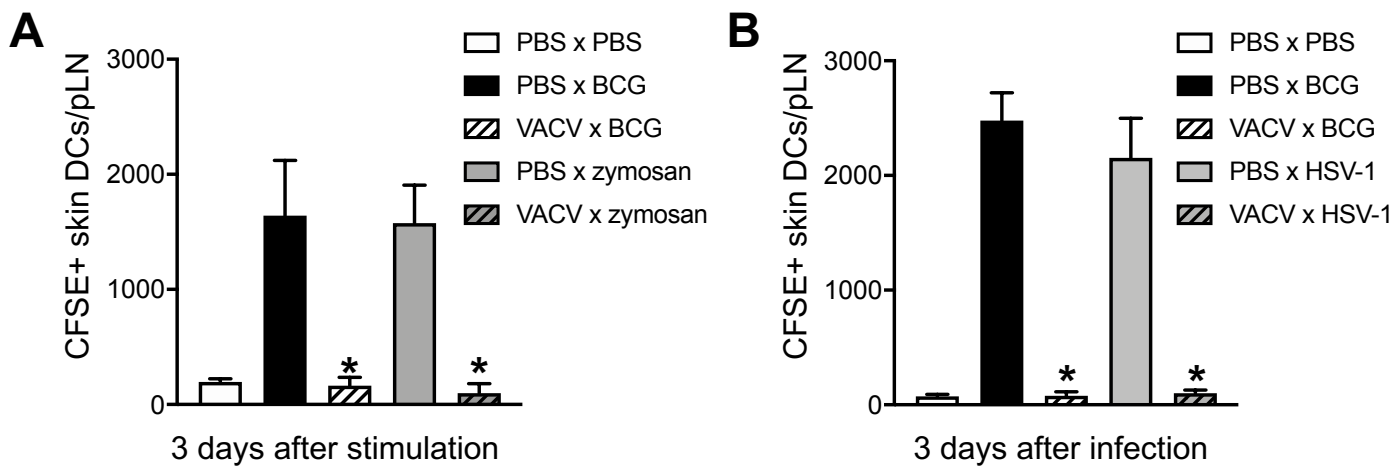 A
CFSE+ skin DCs/pLN
3000
2000
1000
0
PBS x PBS
PBS x BCG
VACV x BCG
PBS x zymosan
VACV x zymosan
*
*
3 days after stimulation
B
CFSE+ skin DCs/pLN
3000
2000
1000
0
PBS x PBS
PBS x BCG
VACV x BCG
PBS x HSV-1
VACV x HSV-1
*
*
3 days after infection